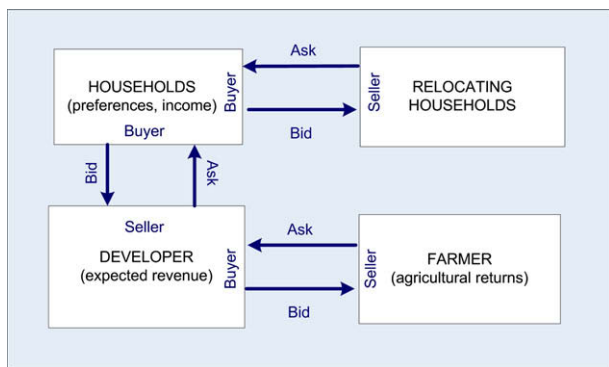 Ask
HOUSEHOLDS
(preferences, income)
Buyer
Buyer
Seller
RELOCATING
HOUSEHOLDS
Bid
Bid
Ask
Seller
DEVELOPER
(expected revenue)
Buyer
Ask
Seller
FARMER
(agricultural returns)
Bid